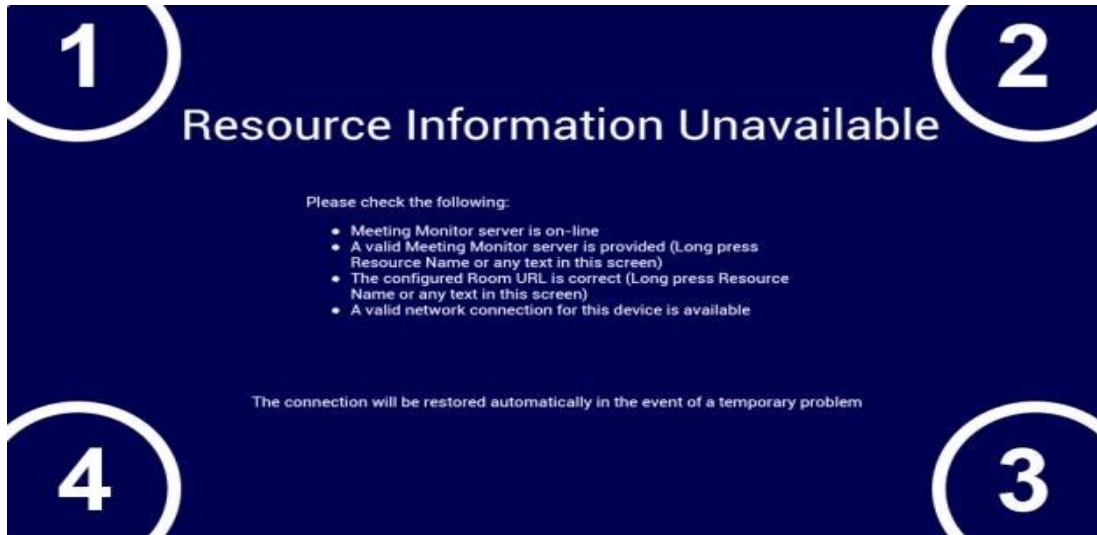 1
2
Resource Information Unavailable
Please check the following:
• Meeting Monitor server is on-line
• A valid Meeting Monitor server is provided (Long press
Resource Name or any text in this screen)
• The configured Room URL is correct (Long press Resource
Name or any text in this screen)
• A valid network connection for this device is available
The connection will be restored automatically in the event of a temporary problem
4
3